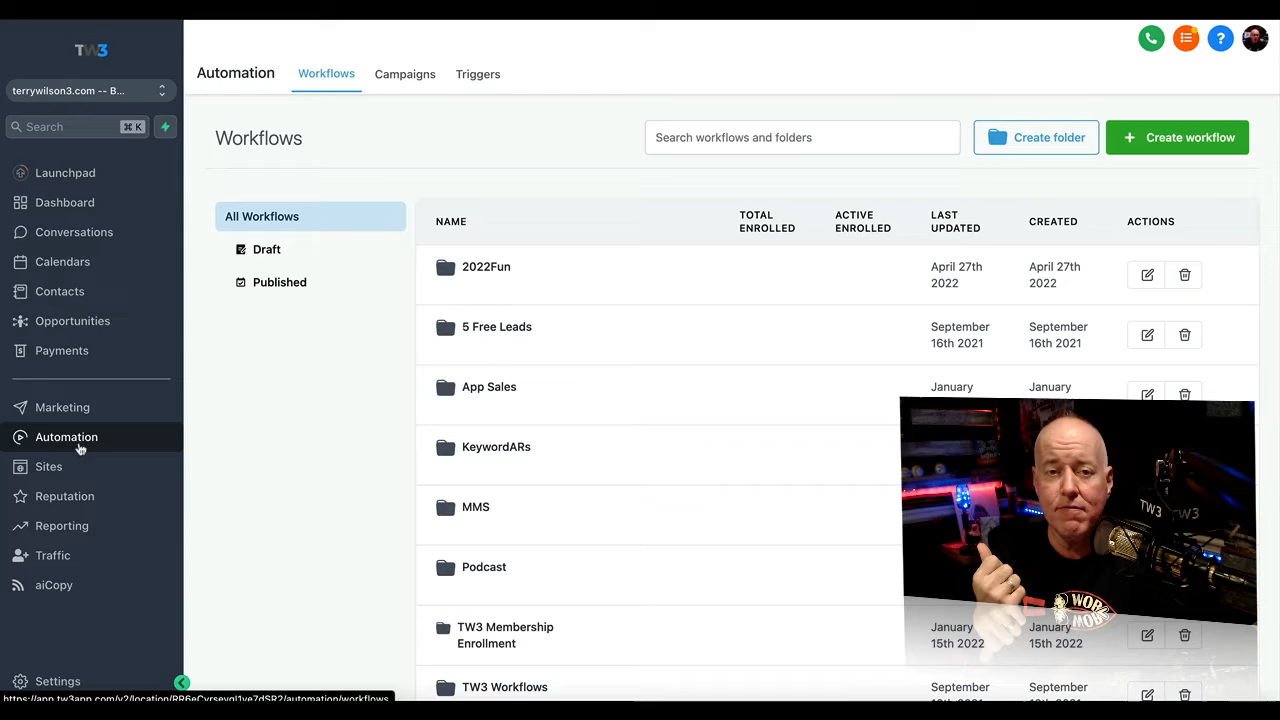 TW3
terrywilson3.com -- B...
Search
⌘ K
Launchpad
Dashboard
Conversations
Calendars
Contacts
Opportunities
Payments
Marketing
Automation
Sites
Reputation
Reporting
Traffic
aiCopy
Settings
Automation
Workflows
Campaigns
Triggers
?
Workflows
Search workflows and folders
Create folder
+ Create workflow
All Workflows
Draft
Published
NAME
TOTAL
ENROLLED
ACTIVE
ENROLLED
LAST
UPDATED
CREATED
ACTIONS
2022Fun
April 27th
2022
April 27th
2022
5 Free Leads
September
16th 2021
September
16th 2021
App Sales
January
January
KeywordARs
MMS
Podcast
TW3 Membership
Enrollment
January
15th 2022
January
15th 2022
TW3 Workflows
September
September
TW3
TW3